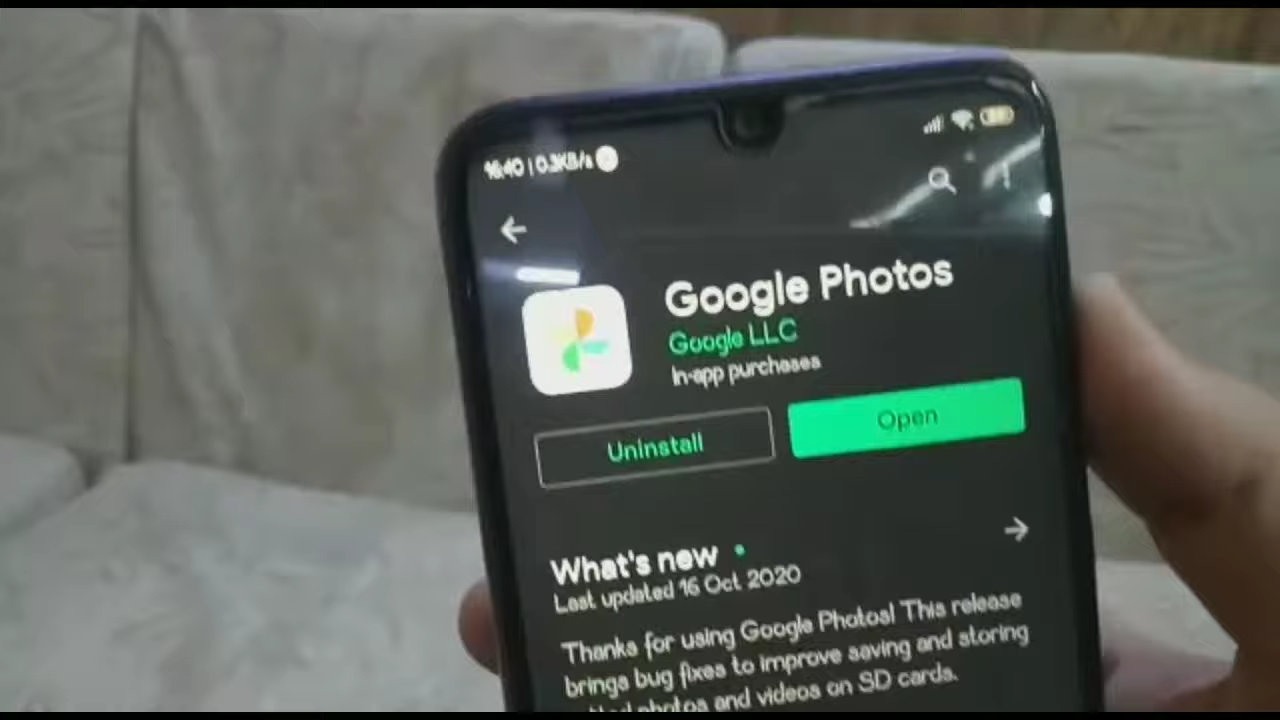 16:40 | 0.3KB/s
Google Photos
Google LLC
In-app purchases
Uninstall
Open
What's new
Last updated 16 Oct 2020
Thanks for using Google Photos! This release
brings bug fixes to improve saving and storing
photos and videos on SD cards.